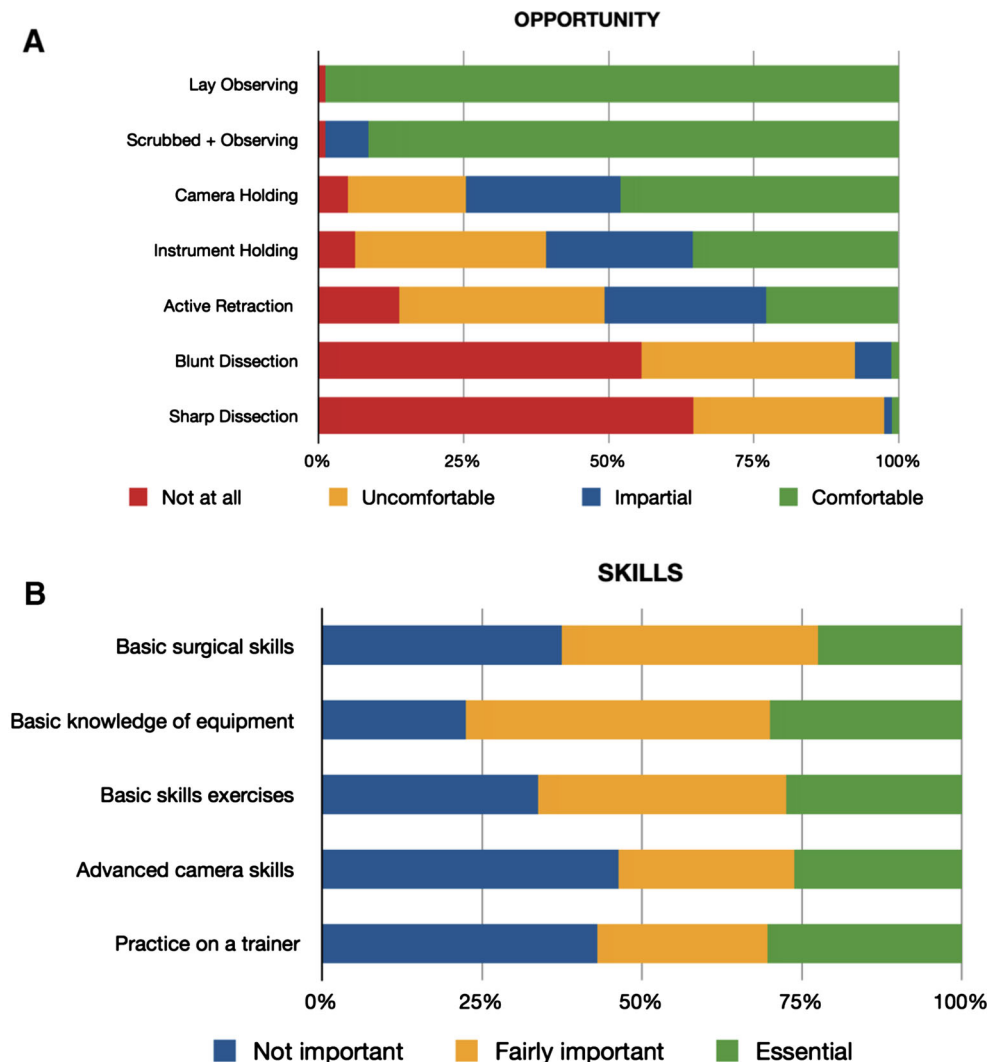 A
OPPORTUNITY
Lay Observing
Scrubbed + Observing
Camera Holding
Instrument Holding
Active Retraction
Blunt Dissection
Sharp Dissection
0% 25% 50% 75% 100%
Not at all Uncomfortable Impartial Comfortable
B
SKILLS
Basic surgical skills
Basic knowledge of equipment
Basic skills exercises
Advanced camera skills
Practice on a trainer
0% 25% 50% 75% 100%
Not important Fairly important Essential